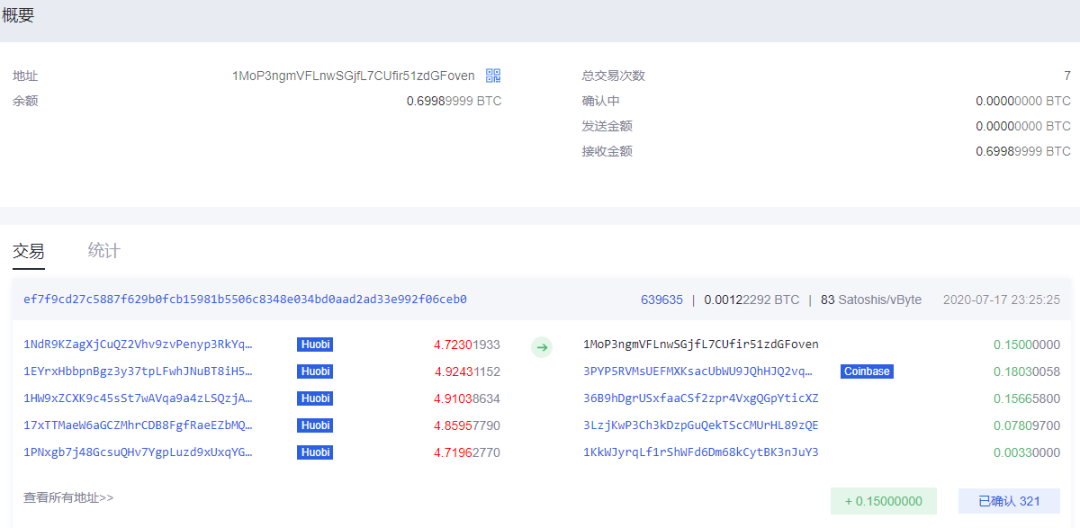 概要
地址 1MoP3ngmVFLnwSGjfL7CUfir51zdGFoven
余额 0.69989999 BTC
总交易次数 7
确认中 0.00000000 BTC
发送金额 0.00000000 BTC
接收金额 0.69989999 BTC
交易 统计
ef7f9cd27c5887f629b0fcb15981b5506c8348e034bd0aad2ad33e992f06ceb0 639635 | 0.00122292 BTC | 83 Satoshis/vByte 2020-07-17 23:25:25
1NdR9KZagXjCuQZ2Vhv9zvPenyp3RkYq… Huobi 4.72301933
1EYrxHbbpnBgz3y37tpLFwhJNuBT8iH5… Huobi 4.92431152
1HW9xZCXK9c45sSt7wAVqa9a4zLSQzjA… Huobi 4.91038634
17xTTMaeW6aGCZMhrCDB8FgfRaeEZbMQ… Huobi 4.85957790
1PNxgb7j48GcsuQHv7YgpLuzd9xUxqYG… Huobi 4.71962770
1MoP3ngmVFLnwSGjfL7CUfir51zdGFoven 0.15000000
3PYP5RVMsUEFMXKsacUbWU9JQhHJQ2vq… Coinbase 0.18030058
36B9hDgrUSxfaaCSf2zpr4VxgQGpYticXZ 0.15665800
3LzjKwP3Ch3kDzpGuQekTScCMUrHL89zQE 0.07809700
1KkWJyrqLf1rShWFd6Dm68kCytBK3nJuY3 0.00330000
查看所有地址>>
+ 0.15000000
已确认 321